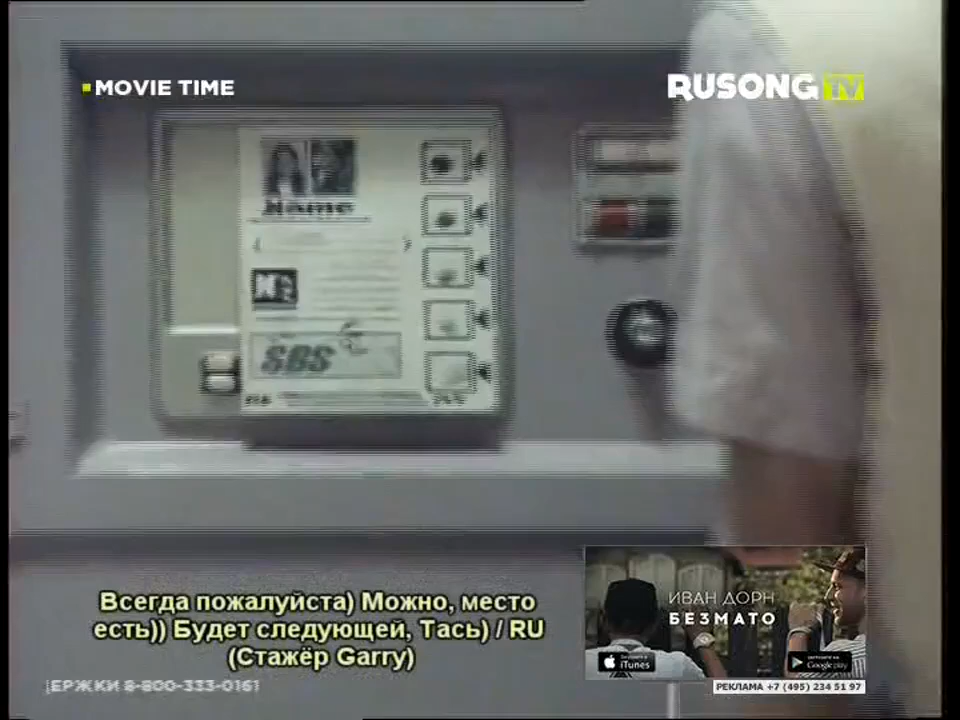 MOVIE TIME
RUSONG TV
Name
SBS
ИВАН ДОРН
БЕЗМАТО
iTunes
Google play
Всегда пожалуйста) Можно, место
есть)) Будет следующей, Тась) / RU
(Стажёр Garry)
ЕРЖКИ 8-800-333-0161
РЕКЛАМА +7 (495) 234 51 97